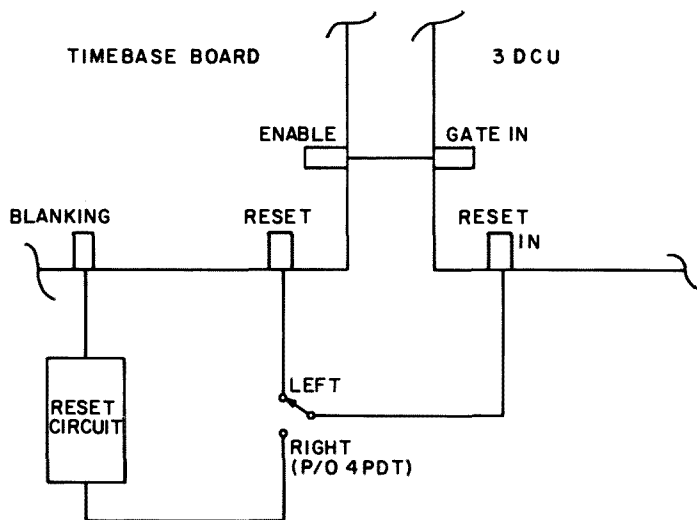 TIMEBASE BOARD
3 DCU
ENABLE
GATE IN
BLANKING
RESET
RESET
IN
LEFT
RESET
CIRCUIT
RIGHT
(P/O 4PDT)